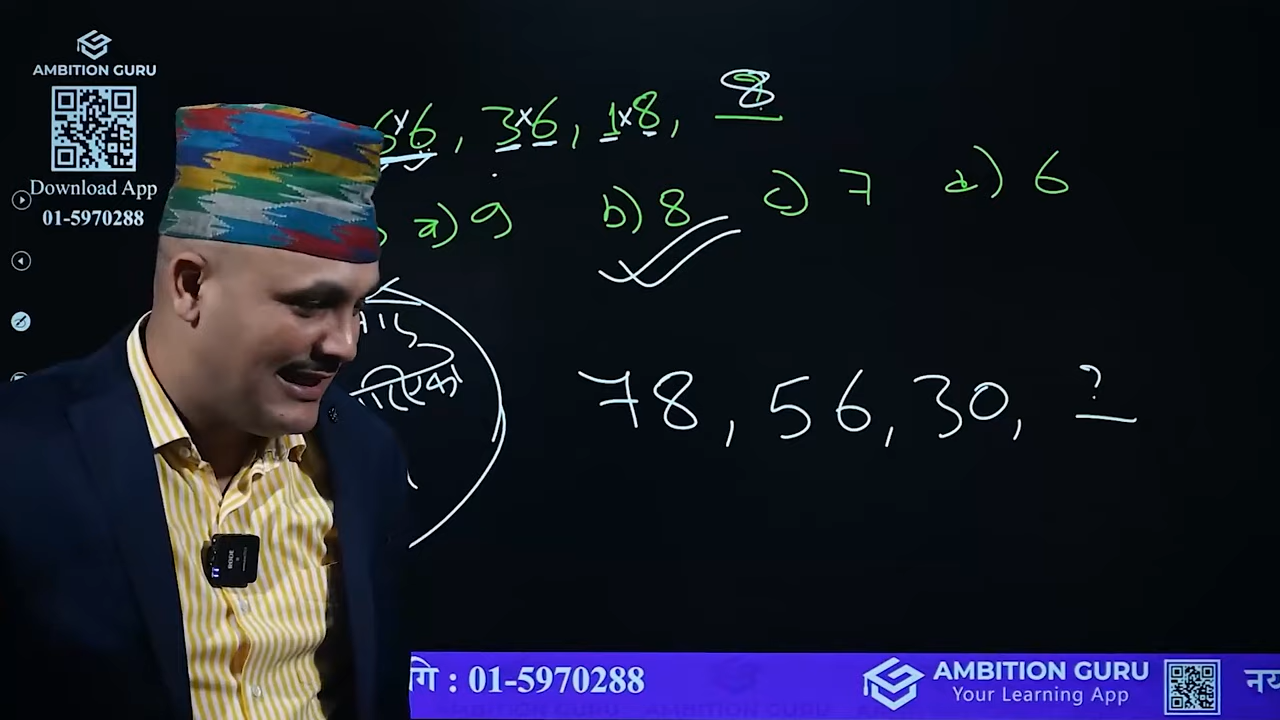 AMBITION GURU
Download App
01-5970288
6, 3×6, 1×8, 8
a) 9 b) 8 c) 7 d) 6
78, 56, 30, ?
: 01-5970288
AMBITION GURU
Your Learning App